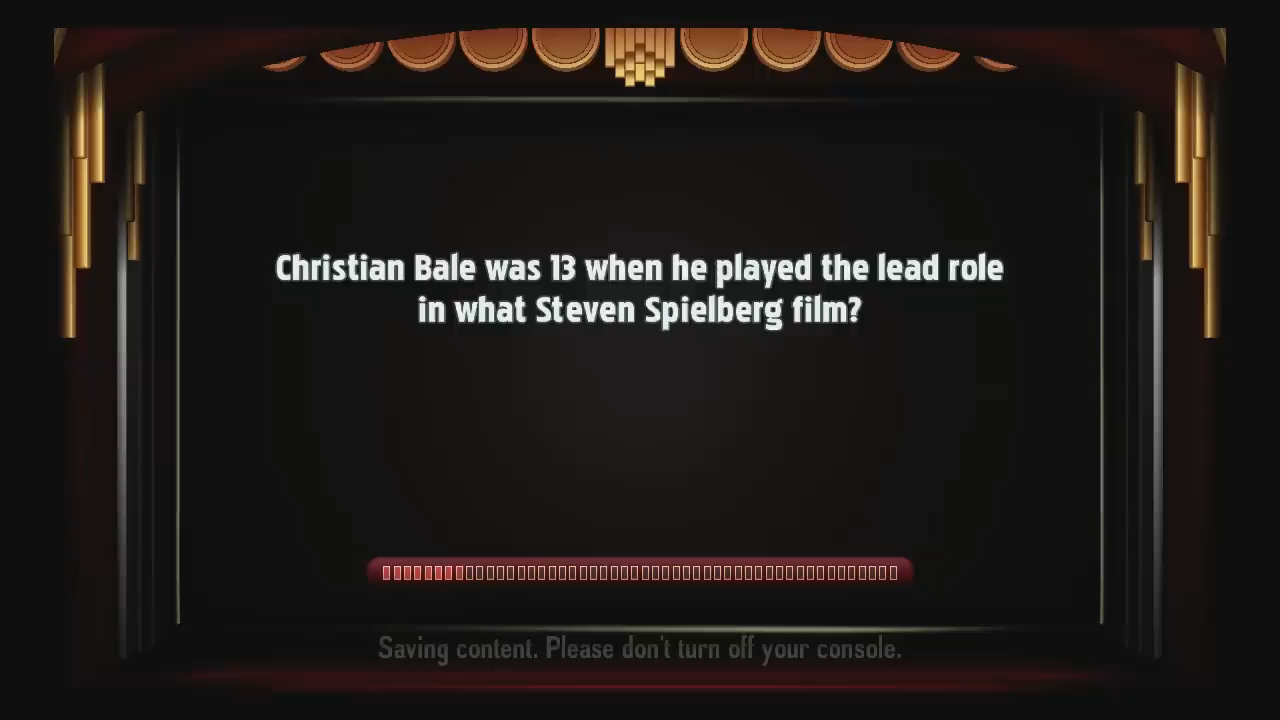 Christian Bale was 13 when he played the lead role
in what Steven Spielberg film?
Saving content. Please don't turn off your console.